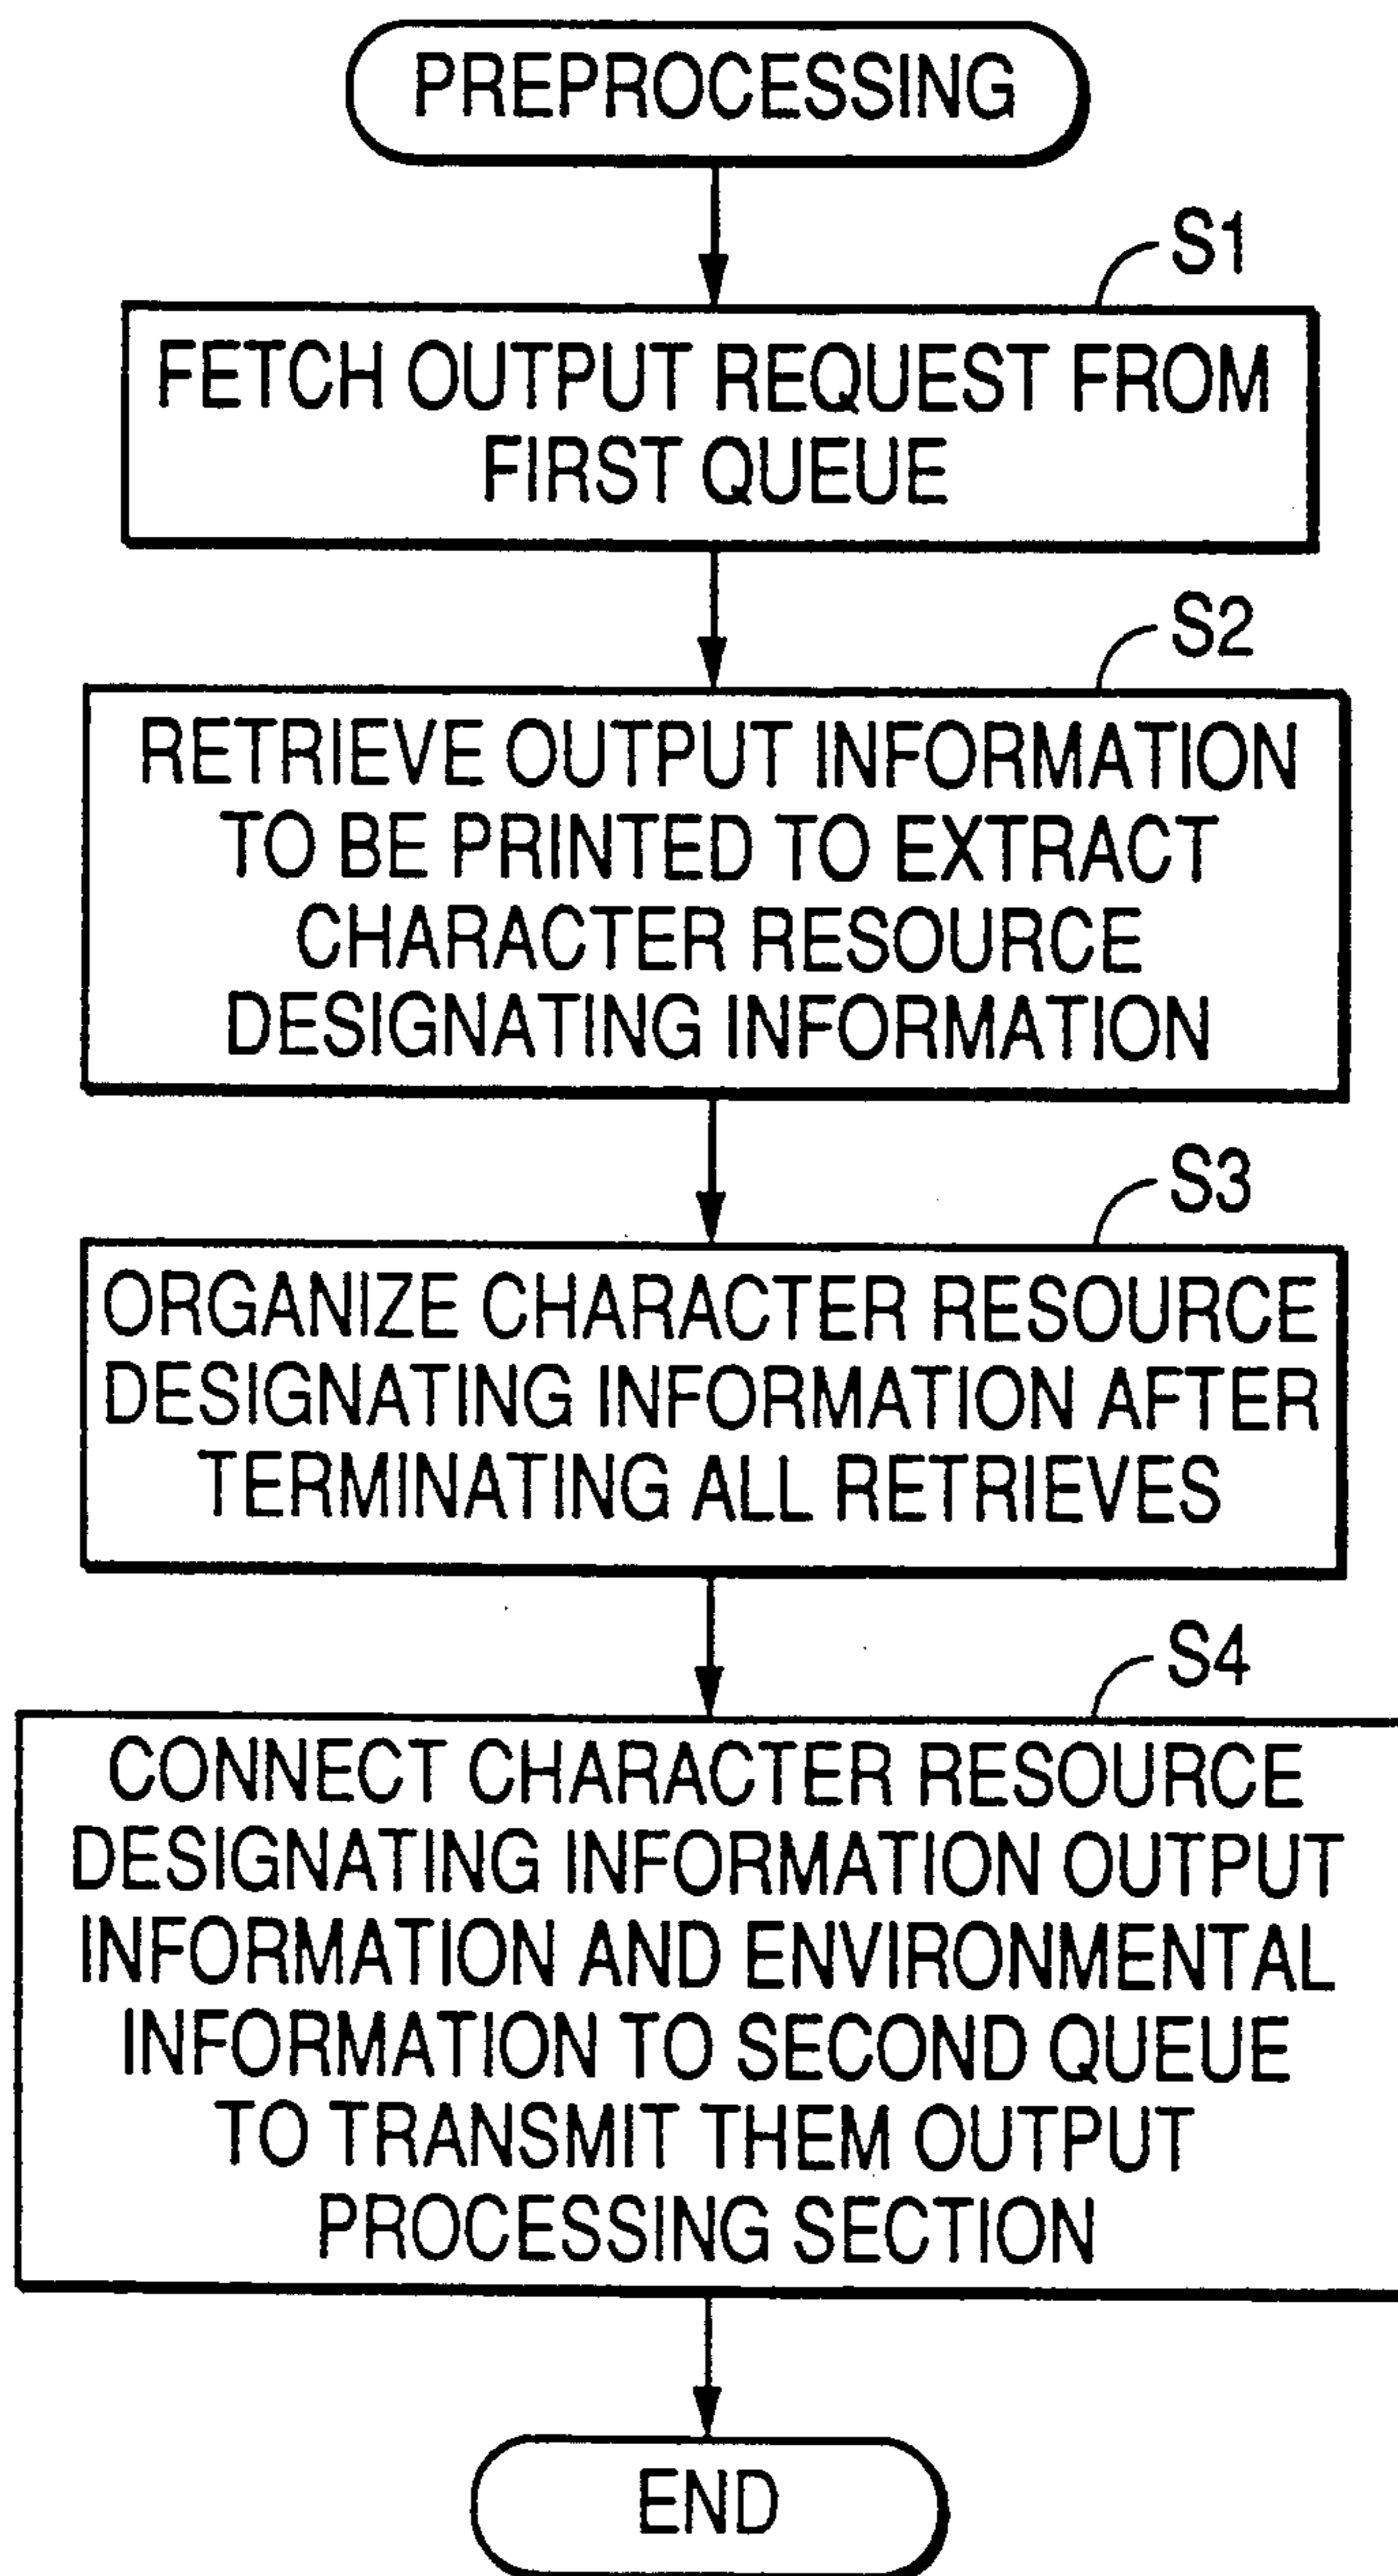 PREPROCESSING
S1
FETCH OUTPUT REQUEST FROM
FIRST QUEUE
S2
RETRIEVE OUTPUT INFORMATION
TO BE PRINTED TO EXTRACT
CHARACTER RESOURCE
DESIGNATING INFORMATION
S3
ORGANIZE CHARACTER RESOURCE
DESIGNATING INFORMATION AFTER
TERMINATING ALL RETRIEVES
S4
CONNECT CHARACTER RESOURCE
DESIGNATING INFORMATION OUTPUT
INFORMATION AND ENVIRONMENTAL
INFORMATION TO SECOND QUEUE
TO TRANSMIT THEM OUTPUT
PROCESSING SECTION
END